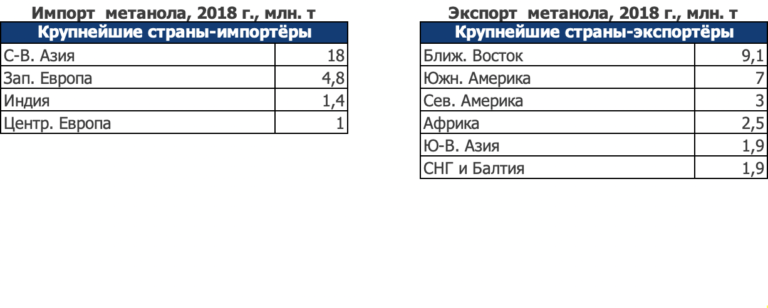 Импорт метанола, 2018 г., млн. т
Крупнейшие страны-импортёры
С-В. Азия 18
Зап. Европа 4,8
Индия 1,4
Центр. Европа 1
Экспорт метанола, 2018 г., млн. т
Крупнейшие страны-экспортёры
Ближ. Восток 9,1
Южн. Америка 7
Сев. Америка 3
Африка 2,5
Ю-В. Азия 1,9
СНГ и Балтия 1,9